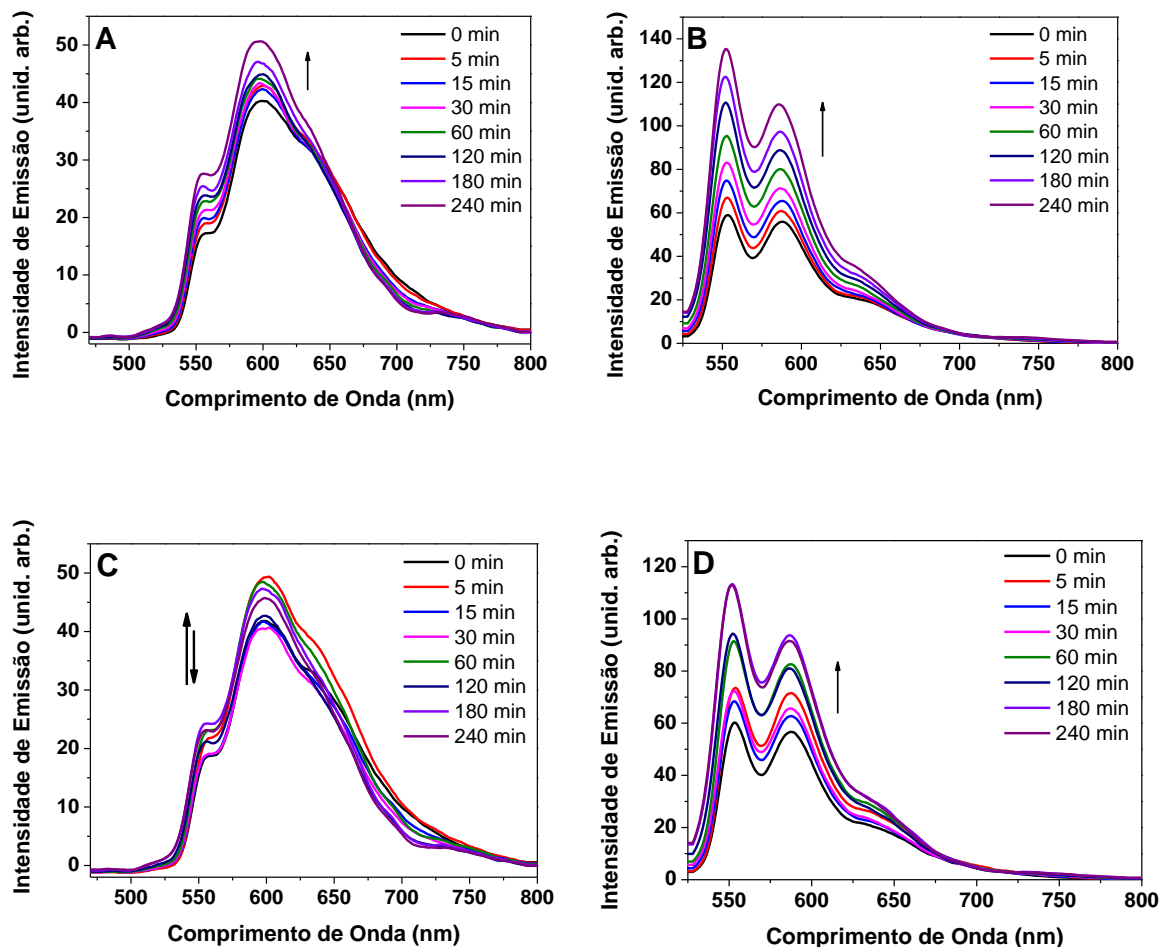 A
Intensidade de Emissão (unid. arb.)
50
40
30
20
10
0
500 550 600 650 700 750 800
Comprimento de Onda (nm)
0 min
5 min
15 min
30 min
60 min
120 min
180 min
240 min
B
Intensidade de Emissão (unid. arb.)
140
120
100
80
60
40
20
0
550 600 650 700 750 800
Comprimento de Onda (nm)
0 min
5 min
15 min
30 min
60 min
120 min
180 min
240 min
C
Intensidade de Emissão (unid. arb.)
50
40
30
20
10
0
500 550 600 650 700 750 800
Comprimento de Onda (nm)
0 min
5 min
15 min
30 min
60 min
120 min
180 min
240 min
D
Intensidade de Emissão (unid. arb.)
120
100
80
60
40
20
0
550 600 650 700 750 800
Comprimento de Onda (nm)
0 min
5 min
15 min
30 min
60 min
120 min
180 min
240 min